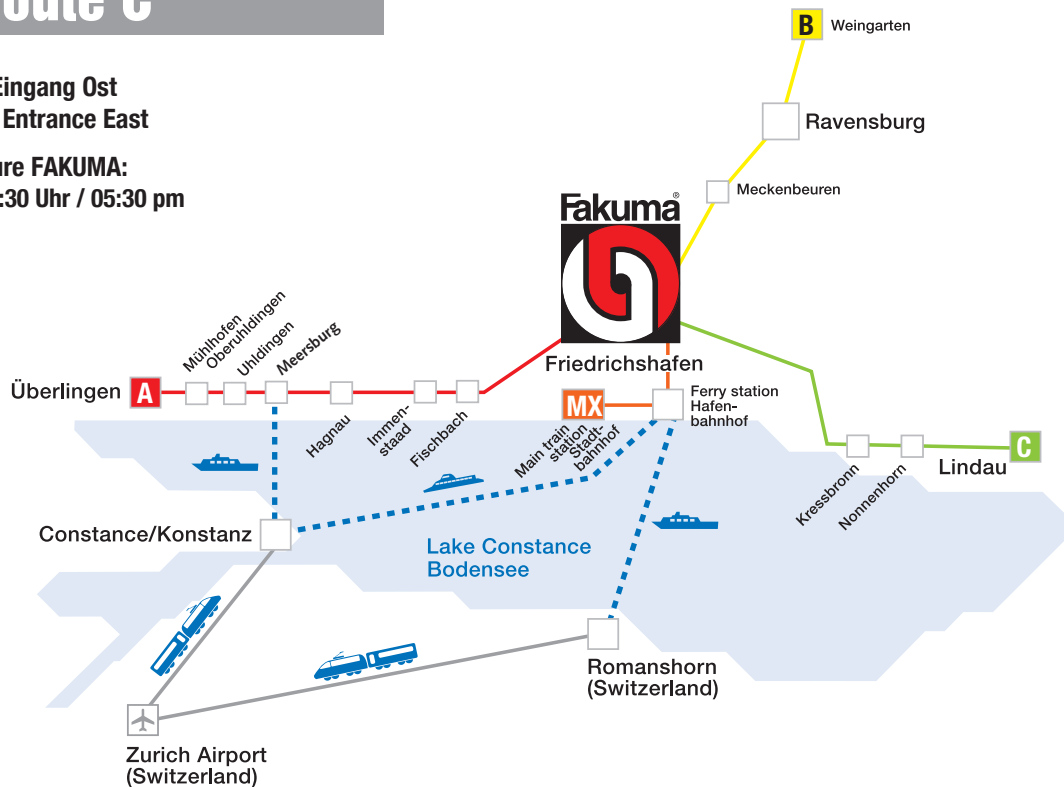 Route C
Eingang Ost
Entrance East
FAKUMA:
:30 Uhr / 05:30 pm
B
Weingarten
Ravensburg
Meckenbeuren
Fakuma®
Friedrichshafen
Überlingen
A
Mühlhofen
Oberuhldingen
Uhldingen
Meersburg
Hagnau
Immen-
staad
Fischbach
MX
Main train
station
Stadt-
bahnhof
Ferry station
Hafen-
bahnhof
C
Lindau
Kressbronn
Nonnenhorn
Constance/Konstanz
Lake Constance
Bodensee
Romanshorn
(Switzerland)
Zurich Airport
(Switzerland)